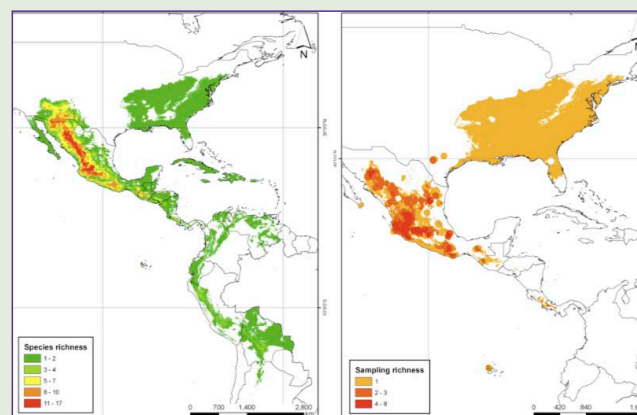 N
N
Species richness
1 - 2
3 - 4
5 - 7
8 - 10
11 - 17
0 700 1,400 2,800
Sampling richness
1
2 - 3
4 - 8
0 420 840